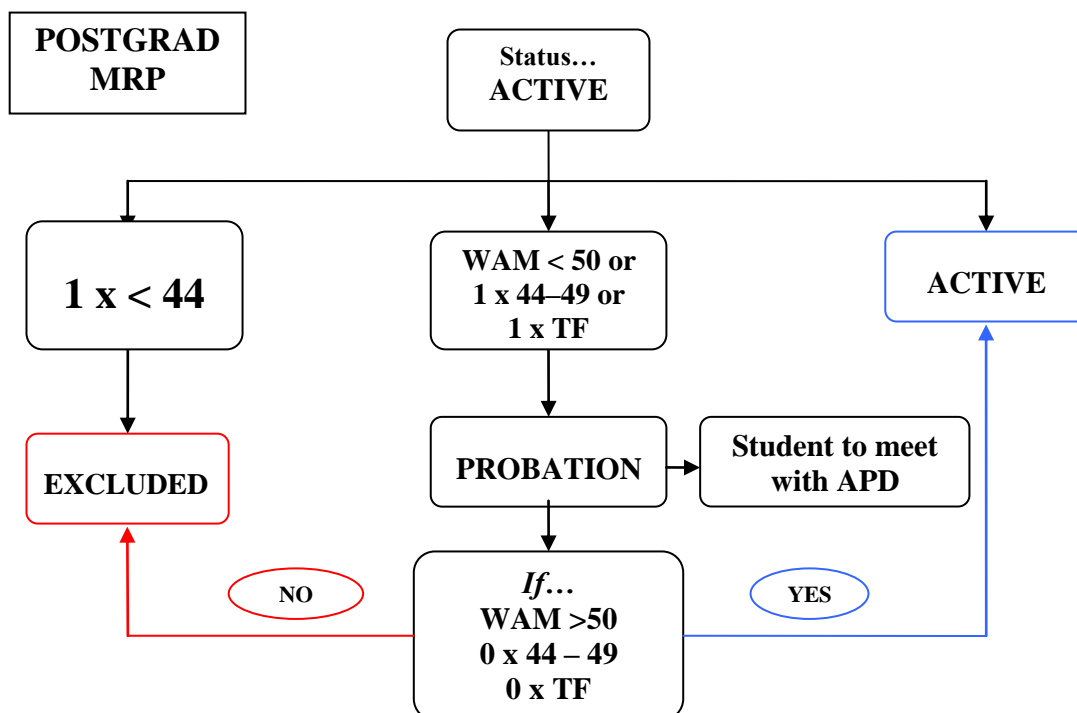 POSTGRAD
MRP
Status…
ACTIVE
1 x < 44
WAM < 50 or
1 x 44–49 or
1 x TF
ACTIVE
EXCLUDED
PROBATION
Student to meet
with APD
NO
If…
WAM >50
0 x 44 – 49
0 x TF
YES